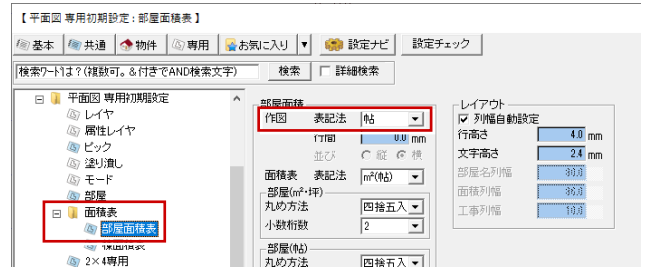 【 平面図 専用初期設定 : 部屋面積表 】
基本 共通 物件 専用 お気に入り 設定ナビ 設定チェック
検索ワードは？(複数可。&付きでAND検索文字) 検索 詳細検索
平面図 専用初期設定
レイヤ
属性レイヤ
ピック
塗り潰し
モード
部屋
面積表
部屋面積表
2×4専用
部屋面積
作図 表記法 帖
行間 0.0 mm
並び 縦 横
面積表 表記法 m²(帖)
部屋(m²・坪)
丸め方法 四捨五入
小数桁数 2
部屋(帖)
丸め方法 四捨五入
レイアウト
列幅自動設定
行高さ 4.0 mm
文字高さ 2.4 mm
部屋名列幅 30.0
面積列幅 36.0
工事列幅 10.0